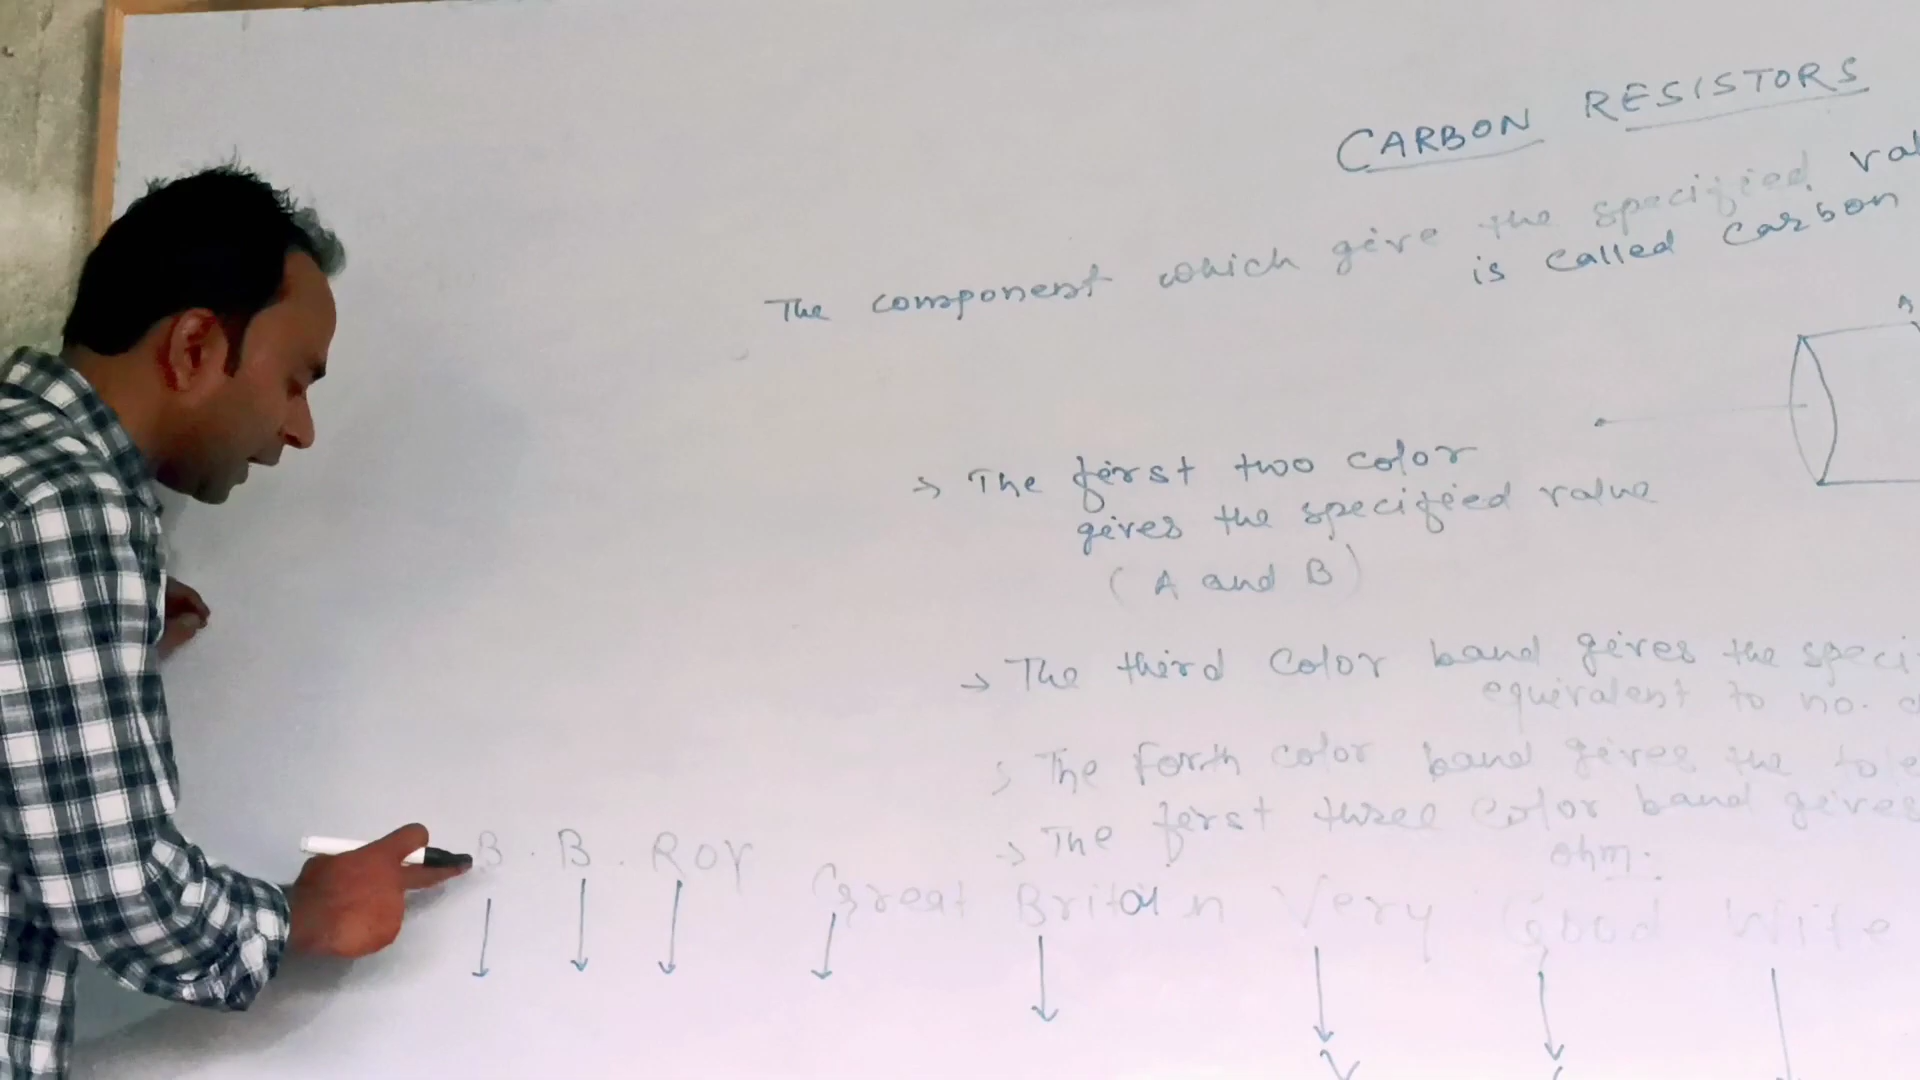 CARBON RESISTORS
The component which give the specified val
is called carbon
A
→ The first two color
gives the specified value
(A and B)
→ The third color band gives the speci
equivalent to no. o
→ The forth color band gives the tole
→ The first three color band gives
ohm.
B. B. ROY Great Britain Very Good Wife
Y